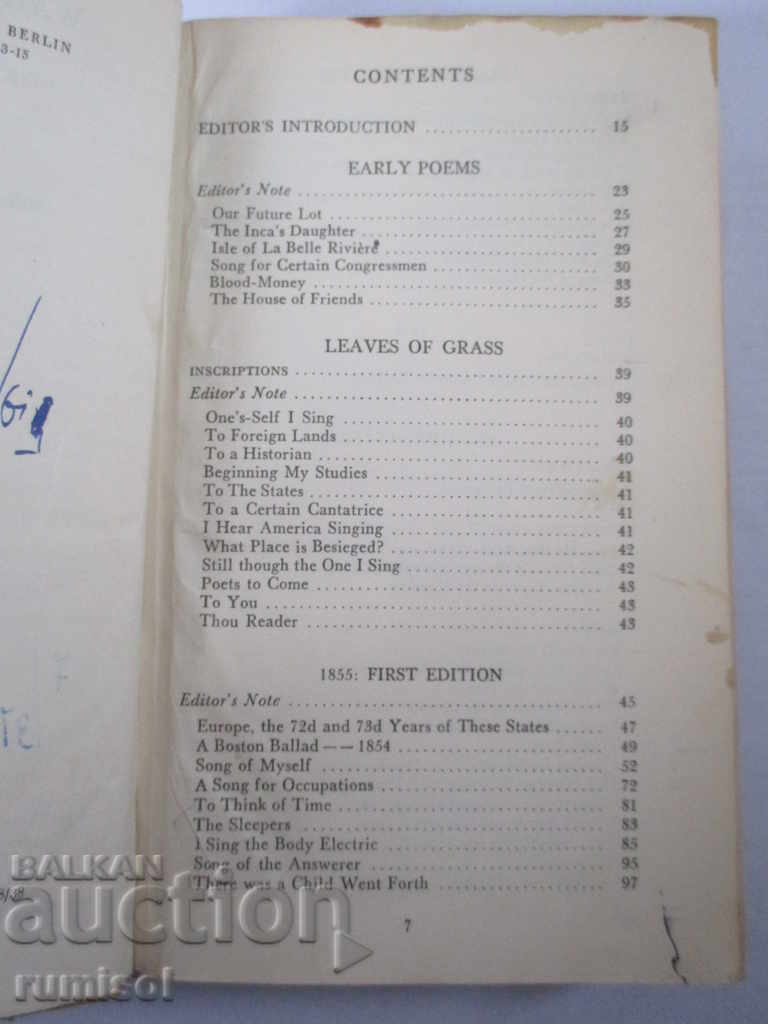 BERLIN
3-15
CONTENTS
EDITOR'S INTRODUCTION ........................ 15
EARLY POEMS
Editor's Note ........................ 23
Our Future Lot ........................ 25
The Inca's Daughter ........................ 27
Isle of La Belle Rivière ........................ 29
Song for Certain Congressmen ........................ 30
Blood-Money ........................ 33
The House of Friends ........................ 35
LEAVES OF GRASS
INSCRIPTIONS ........................ 39
Editor's Note ........................ 39
One's-Self I Sing ........................ 40
To Foreign Lands ........................ 40
To a Historian ........................ 40
Beginning My Studies ........................ 41
To The States ........................ 41
To a Certain Cantatrice ........................ 41
I Hear America Singing ........................ 41
What Place is Besieged? ........................ 42
Still though the One I Sing ........................ 42
Poets to Come ........................ 43
To You ........................ 43
Thou Reader ........................ 43
1855: FIRST EDITION
Editor's Note ........................ 45
Europe, the 72d and 73d Years of These States ...... 47
A Boston Ballad -- 1854 ........................ 49
Song of Myself ........................ 52
A Song for Occupations ........................ 72
To Think of Time ........................ 81
The Sleepers ........................ 83
I Sing the Body Electric ........................ 85
Song of the Answerer ........................ 95
There was a Child Went Forth ........................ 97
7
BALKAN
auction
rumisol